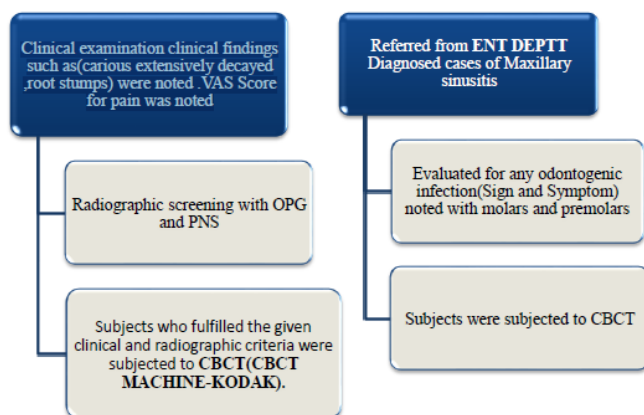 Clinical examination clinical findings
such as(carious extensively decayed
,root stumps) were noted .VAS Score
for pain was noted
Radiographic screening with OPG
and PNS
Subjects who fulfilled the given
clinical and radiographic criteria were
subjected to CBCT(CBCT
MACHINE-KODAK).
Referred from ENT DEPTT
Diagnosed cases of Maxillary
sinusitis
Evaluated for any odontogenic
infection(Sign and Symptom)
noted with molars and premolars
Subjects were subjected to CBCT